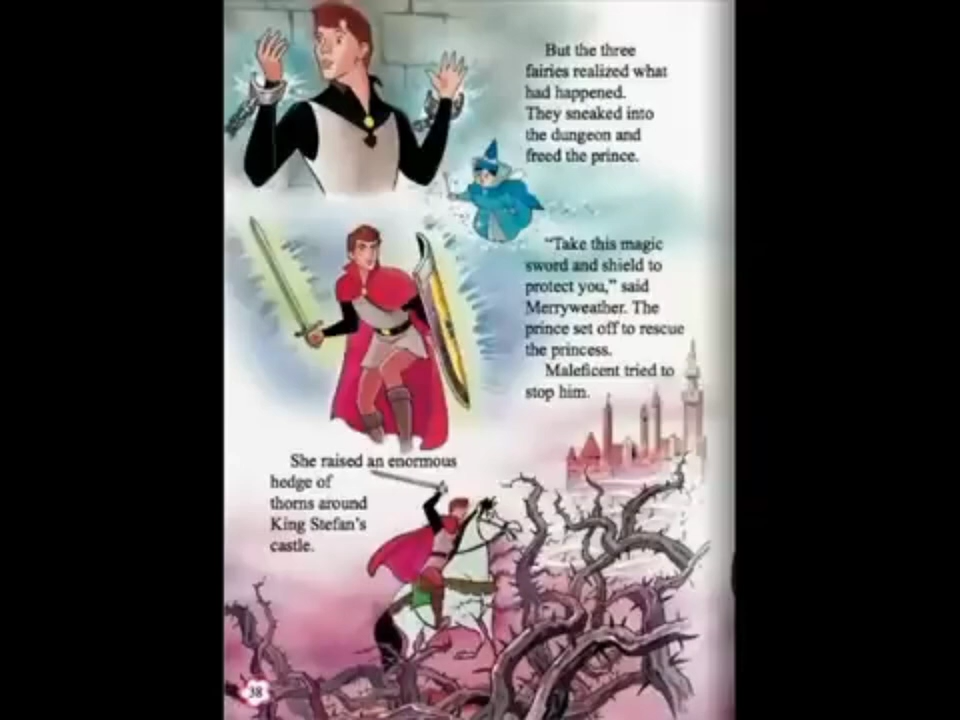 But the three
fairies realized what
had happened.
They sneaked into
the dungeon and
freed the prince.
“Take this magic
sword and shield to
protect you,” said
Merryweather. The
prince set off to rescue
the princess.
Maleficent tried to
stop him.
She raised an enormous
hedge of
thorns around
King Stefan’s
castle.
38